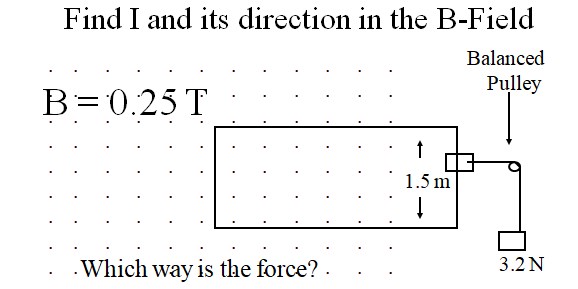 Find I and its direction in the B-Field
Balanced
Pulley
B = 0.25 T
1.5 m
Which way is the force?
3.2 N